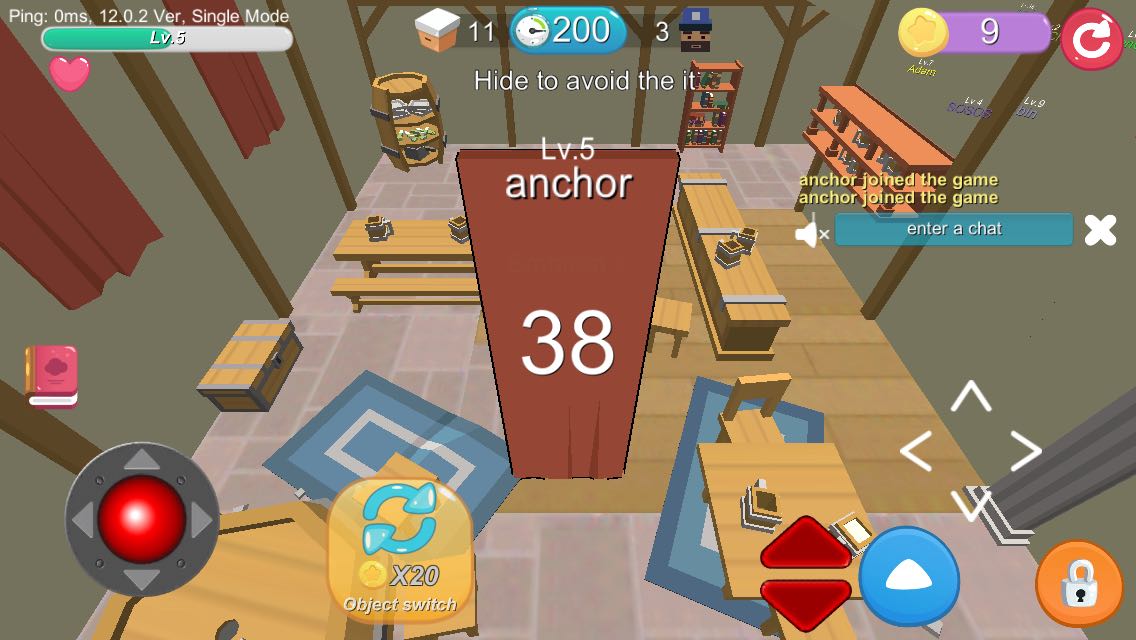 Ping: 0ms, 12.0.2 Ver, Single Mode
Lv.5
11
200
3
9
Hide to avoid the it
Lv.7
Adam
Lv.4
SOSOS
Lv.9
bin
Lv.5
anchor
anchor joined the game
anchor joined the game
enter a chat
38
X20
Object switch